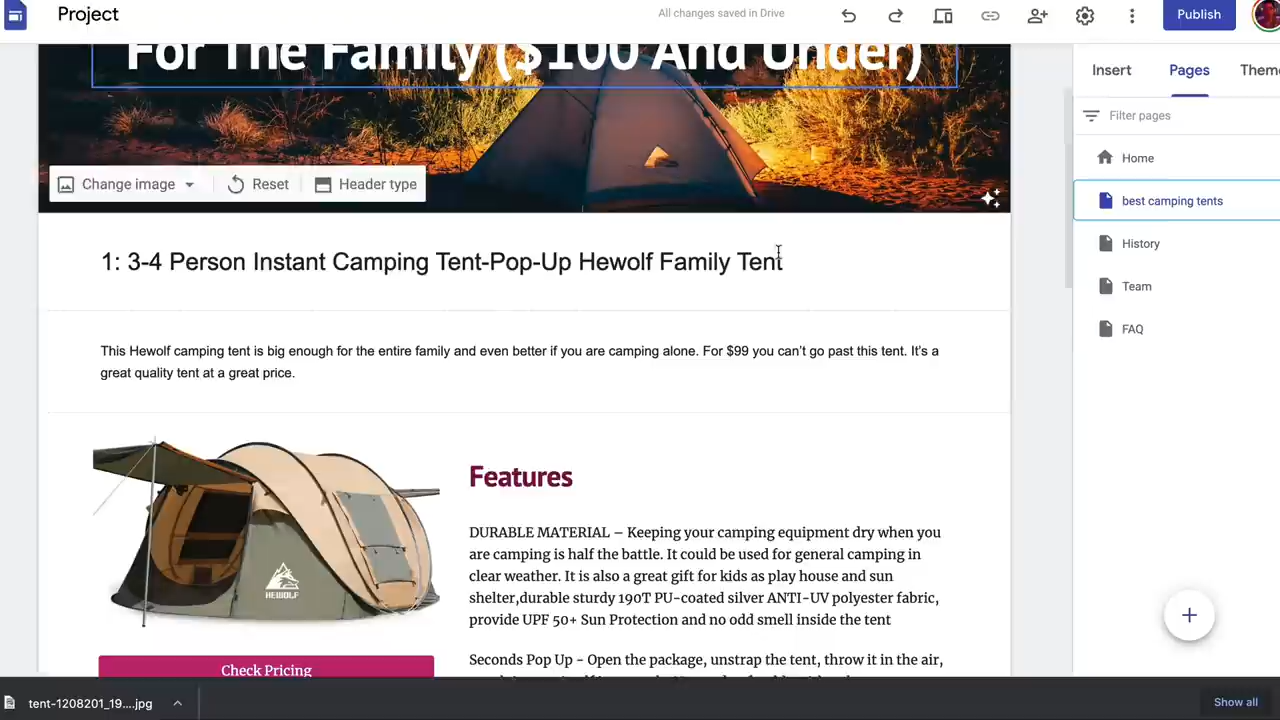 Project
All changes saved in Drive
Publish
For The Family ($100 And Under)
Insert
Pages
Theme
Filter pages
Change image
Reset
Header type
Home
best camping tents
History
Team
FAQ
1: 3-4 Person Instant Camping Tent-Pop-Up Hewolf Family Tent
This Hewolf camping tent is big enough for the entire family and even better if you are camping alone. For $99 you can’t go past this tent. It’s a
great quality tent at a great price.
HEWOLF
Features
DURABLE MATERIAL – Keeping your camping equipment dry when you
are camping is half the battle. It could be used for general camping in
clear weather. It is also a great gift for kids as play house and sun
shelter,durable sturdy 190T PU-coated silver ANTI-UV polyester fabric,
provide UPF 50+ Sun Protection and no odd smell inside the tent
Seconds Pop Up - Open the package, unstrap the tent, throw it in the air,
Check Pricing
tent-1208201_19....jpg
Show all